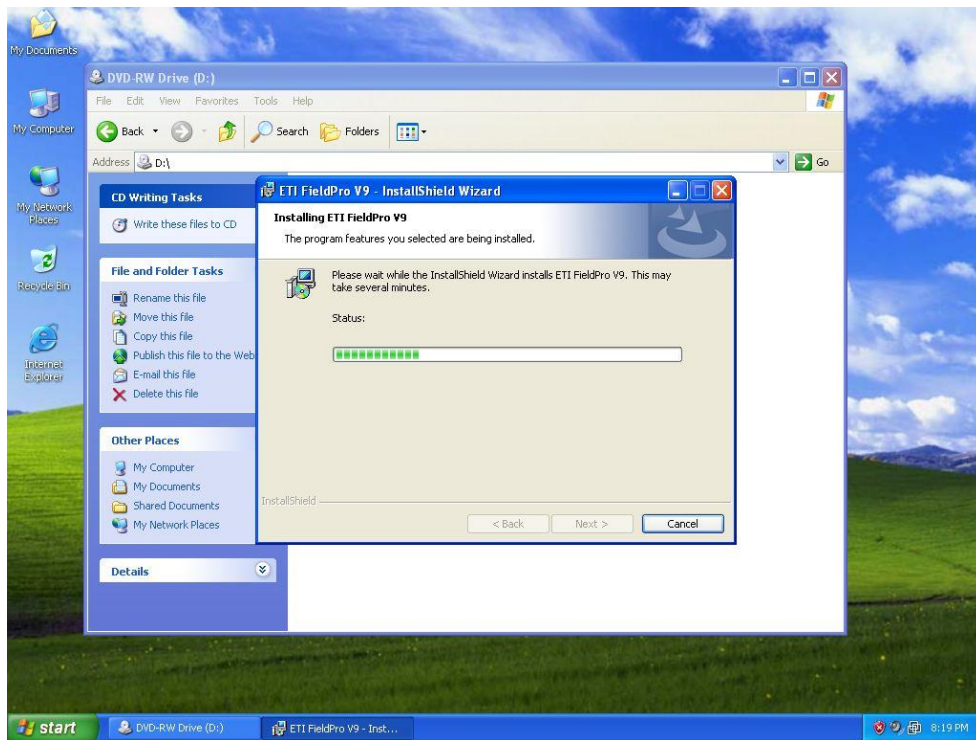 My Documents
My Computer
My Network
Places
Recycle Bin
Internet
Explorer
DVD-RW Drive (D:)
File Edit View Favorites Tools Help
Back Search Folders
Address D:\ Go
CD Writing Tasks
Write these files to CD
File and Folder Tasks
Rename this file
Move this file
Copy this file
Publish this file to the Web
E-mail this file
Delete this file
Other Places
My Computer
My Documents
Shared Documents
My Network Places
Details
ETI FieldPro V9 - InstallShield Wizard
Installing ETI FieldPro V9
The program features you selected are being installed.
Please wait while the InstallShield Wizard installs ETI FieldPro V9. This may
take several minutes.
Status:
InstallShield
< Back Next > Cancel
start DVD-RW Drive (D:) ETI FieldPro V9 - Inst... 8:19 PM